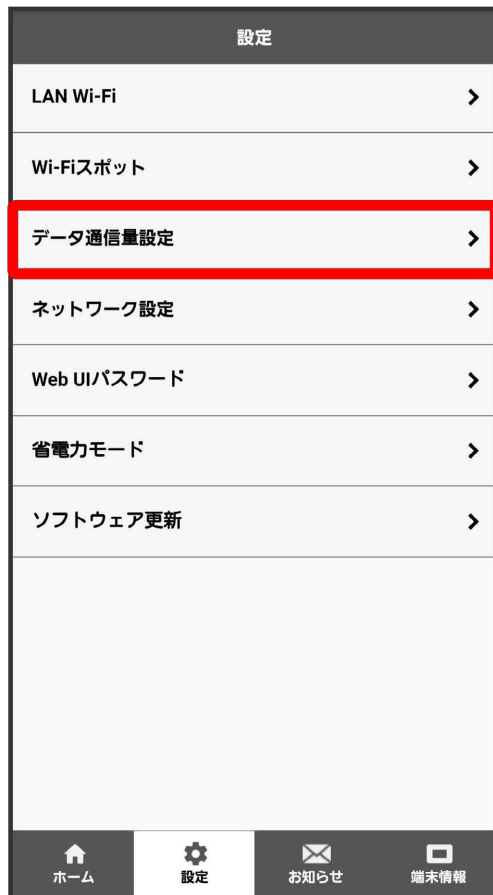 設定
LAN Wi-Fi
Wi-Fiスポット
データ通信量設定
ネットワーク設定
Web UIパスワード
省電力モード
ソフトウェア更新
ホーム
設定
お知らせ
端末情報